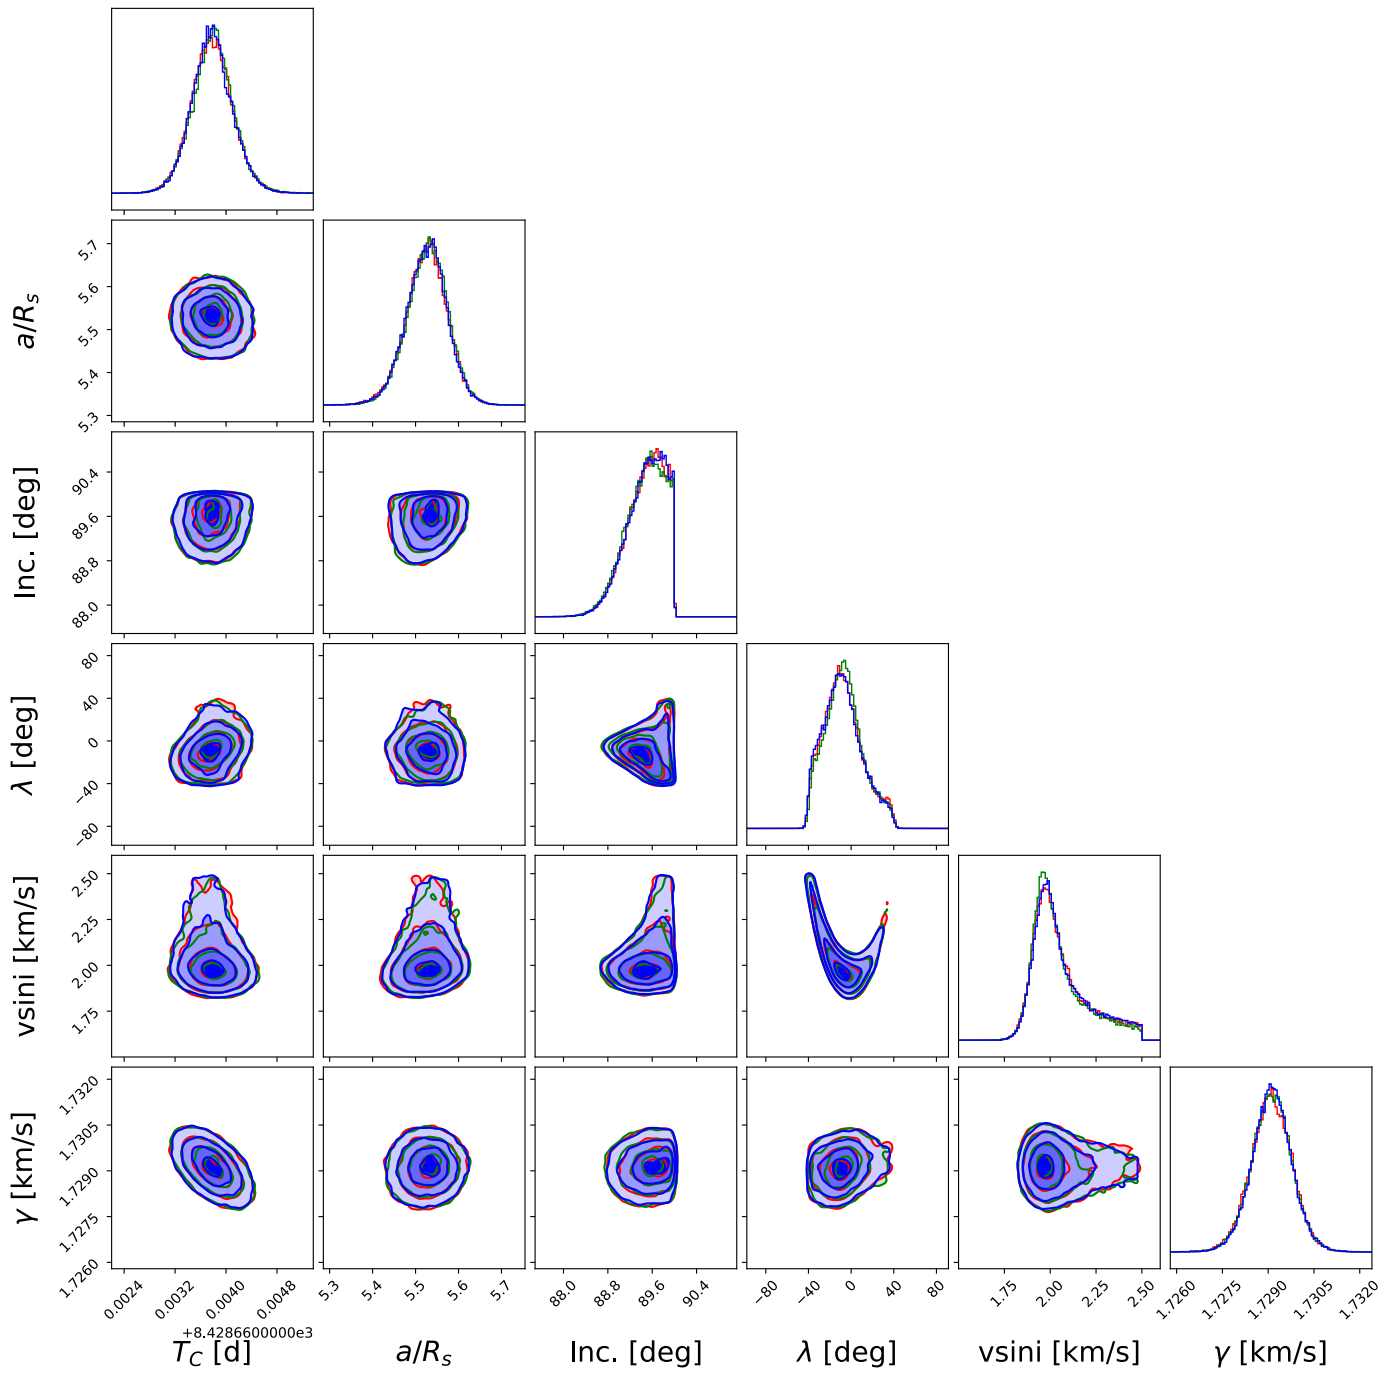 a/Rs
5.7
5.6
5.5
5.4
5.3
Inc. [deg]
90.4
89.6
88.8
88.0
λ [deg]
80
40
0
−40
−80
vsini [km/s]
2.50
2.25
2.00
1.75
γ [km/s]
1.7320
1.7305
1.7290
1.7275
1.7260
0.0024 0.0032 0.0040 0.0048
5.3 5.4 5.5 5.6 5.7
88.0 88.8 89.6 90.4
−80 −40 0 40 80
1.75 2.00 2.25 2.50
1.7260 1.7275 1.7290 1.7305 1.7320
+8.4286600000e3
TC [d] a/Rs Inc. [deg] λ [deg] vsini [km/s] γ [km/s]